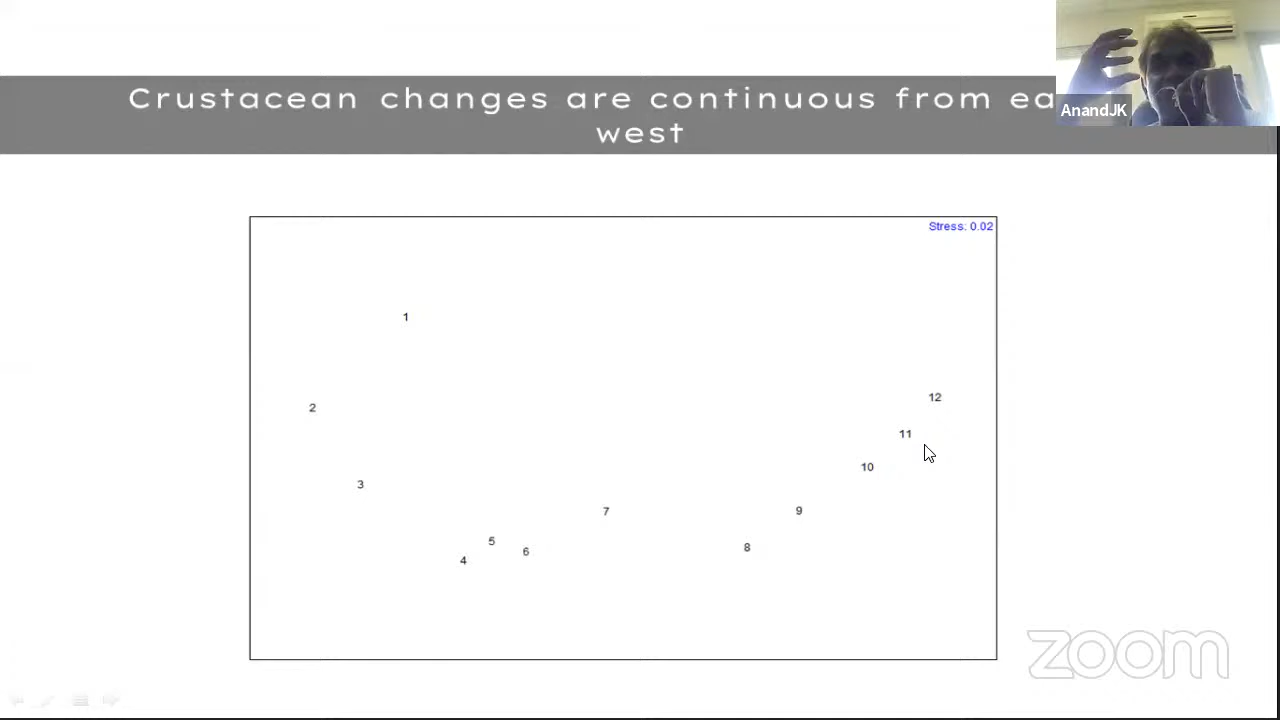 Crustacean changes are continuous from ea
west
AnandJK
Stress: 0.02
1
12
2
11
10
3
7
9
5
8
6
4
zoom